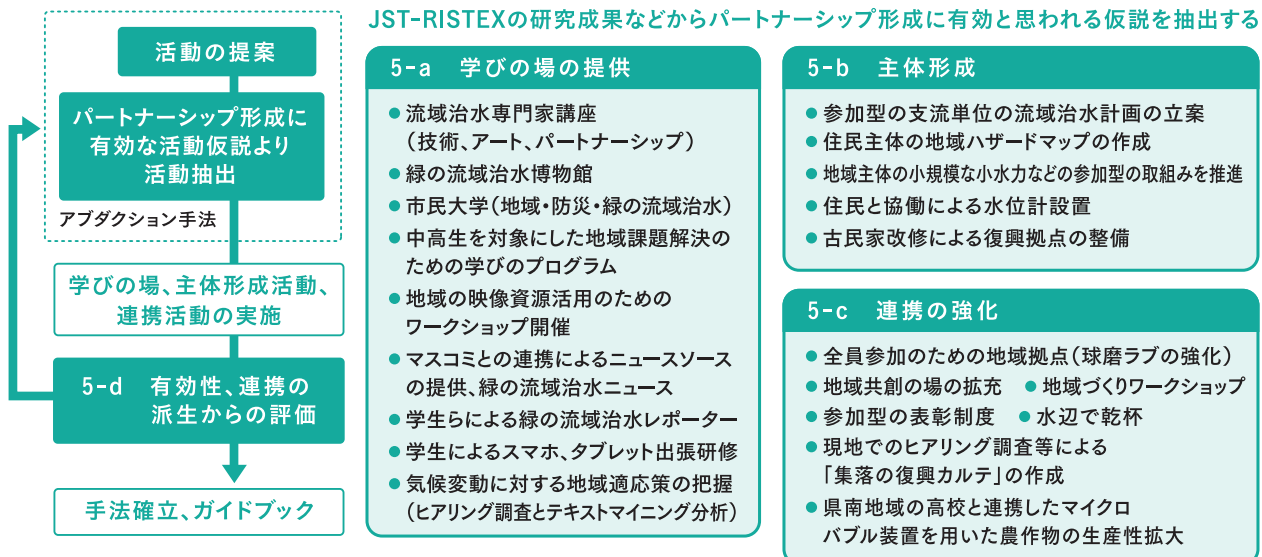 JST-RISTEXの研究成果などからパートナーシップ形成に有効と思われる仮説を抽出する
活動の提案
パートナーシップ形成に
有効な活動仮説より
活動抽出
アブダクション手法
学びの場、主体形成活動、
連携活動の実施
5-d 有効性、連携の
派生からの評価
手法確立、ガイドブック
5-a 学びの場の提供
●流域治水専門家講座
（技術、アート、パートナーシップ）
●緑の流域治水博物館
●市民大学（地域・防災・緑の流域治水）
●中高生を対象にした地域課題解決の
ための学びのプログラム
●地域の映像資源活用のための
ワークショップ開催
●マスコミとの連携によるニュースソース
の提供、緑の流域治水ニュース
●学生らによる緑の流域治水レポーター
●学生によるスマホ、タブレット出張研修
●気候変動に対する地域適応策の把握
（ヒアリング調査とテキストマイニング分析）
5-b 主体形成
●参加型の支流単位の流域治水計画の立案
●住民主体の地域ハザードマップの作成
●地域主体の小規模な小水力などの参加型の取組みを推進
●住民と協働による水位計設置
●古民家改修による復興拠点の整備
5-c 連携の強化
●全員参加のための地域拠点（球磨ラブの強化）
●地域共創の場の拡充 ●地域づくりワークショップ
●参加型の表彰制度 ●水辺で乾杯
●現地でのヒアリング調査等による
「集落の復興カルテ」の作成
●県南地域の高校と連携したマイクロ
バブル装置を用いた農作物の生産性拡大